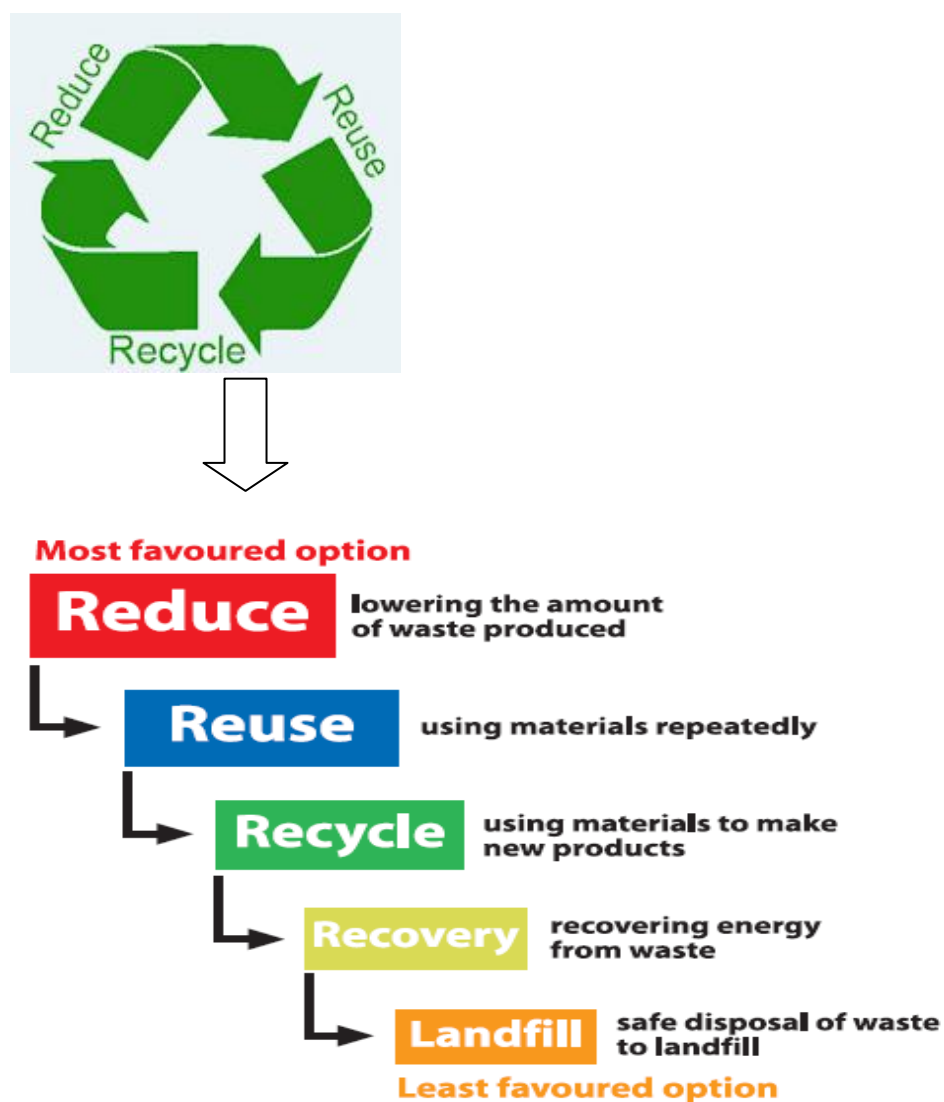 Reduce
Reuse
Recycle
Most favoured option
Reduce
lowering the amount
of waste produced
Reuse
using materials repeatedly
Recycle
using materials to make
new products
Recovery
recovering energy
from waste
Landfill
safe disposal of waste
to landfill
Least favoured option